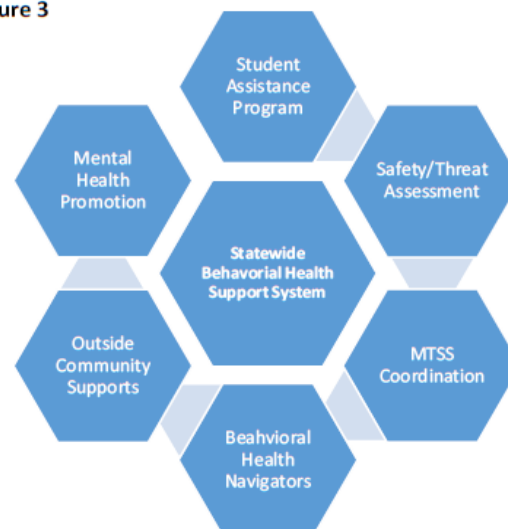 ure 3
Student
Assistance
Program
Safety/Threat
Assessment
MTSS
Coordination
Beahvioral
Health
Navigators
Outside
Community
Supports
Mental
Health
Promotion
Statewide
Behavorial Health
Support System